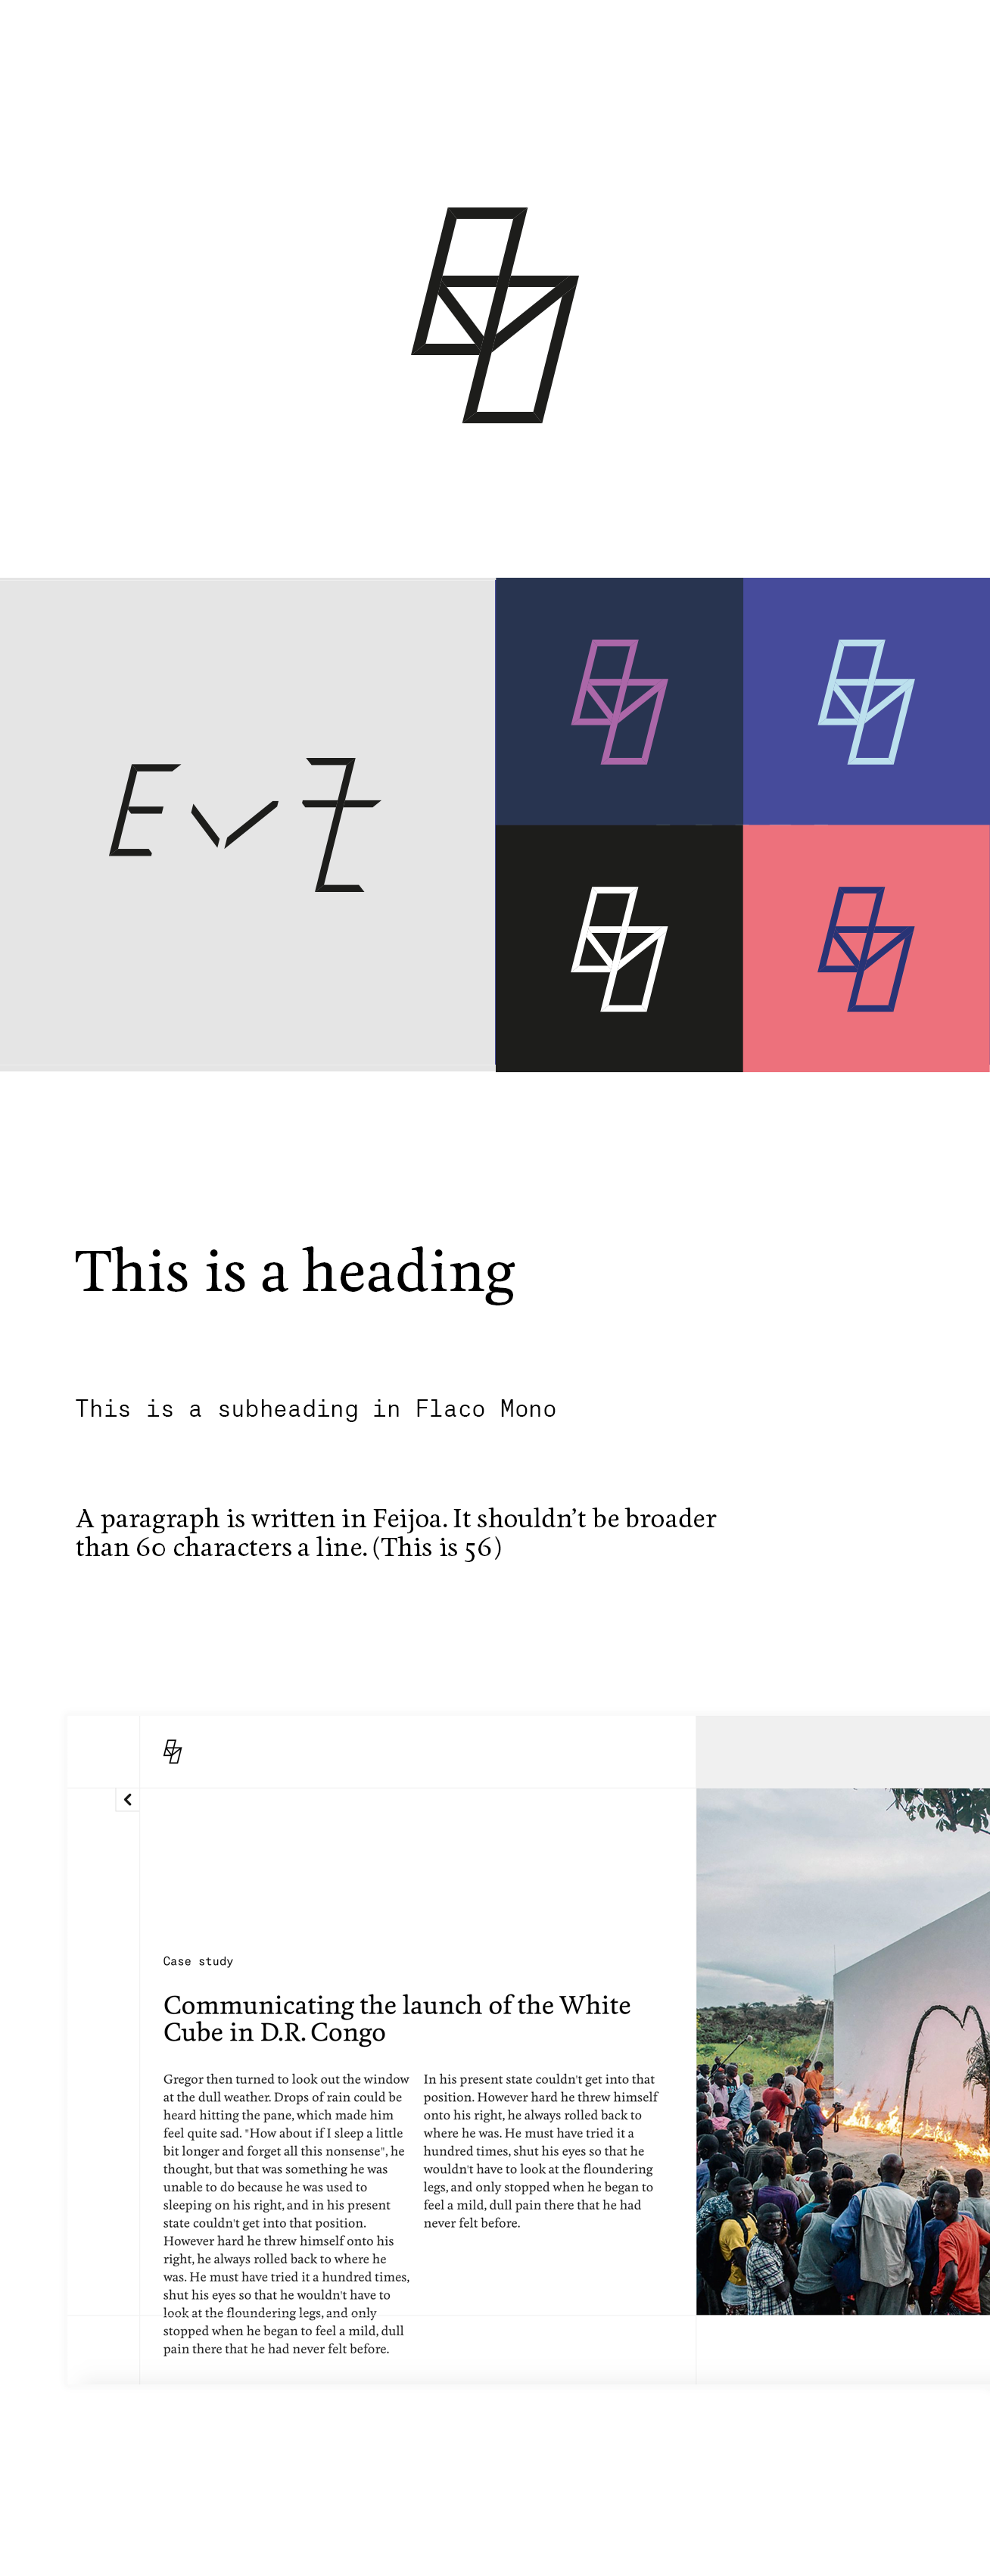 EvZ
This is a heading
This is a subheading in Flaco Mono
A paragraph is written in Feijoa. It shouldn’t be broader
than 60 characters a line. (This is 56)
Case study
Communicating the launch of the White
Cube in D.R. Congo
Gregor then turned to look out the window
at the dull weather. Drops of rain could be
heard hitting the pane, which made him
feel quite sad. "How about if I sleep a little
bit longer and forget all this nonsense", he
thought, but that was something he was
unable to do because he was used to
sleeping on his right, and in his present
state couldn't get into that position.
However hard he threw himself onto his
right, he always rolled back to where he
was. He must have tried it a hundred times,
shut his eyes so that he wouldn't have to
look at the floundering legs, and only
stopped when he began to feel a mild, dull
pain there that he had never felt before.
In his present state couldn't get into that
position. However hard he threw himself
onto his right, he always rolled back to
where he was. He must have tried it a
hundred times, shut his eyes so that he
wouldn't have to look at the floundering
legs, and only stopped when he began to
feel a mild, dull pain there that he had
never felt before.